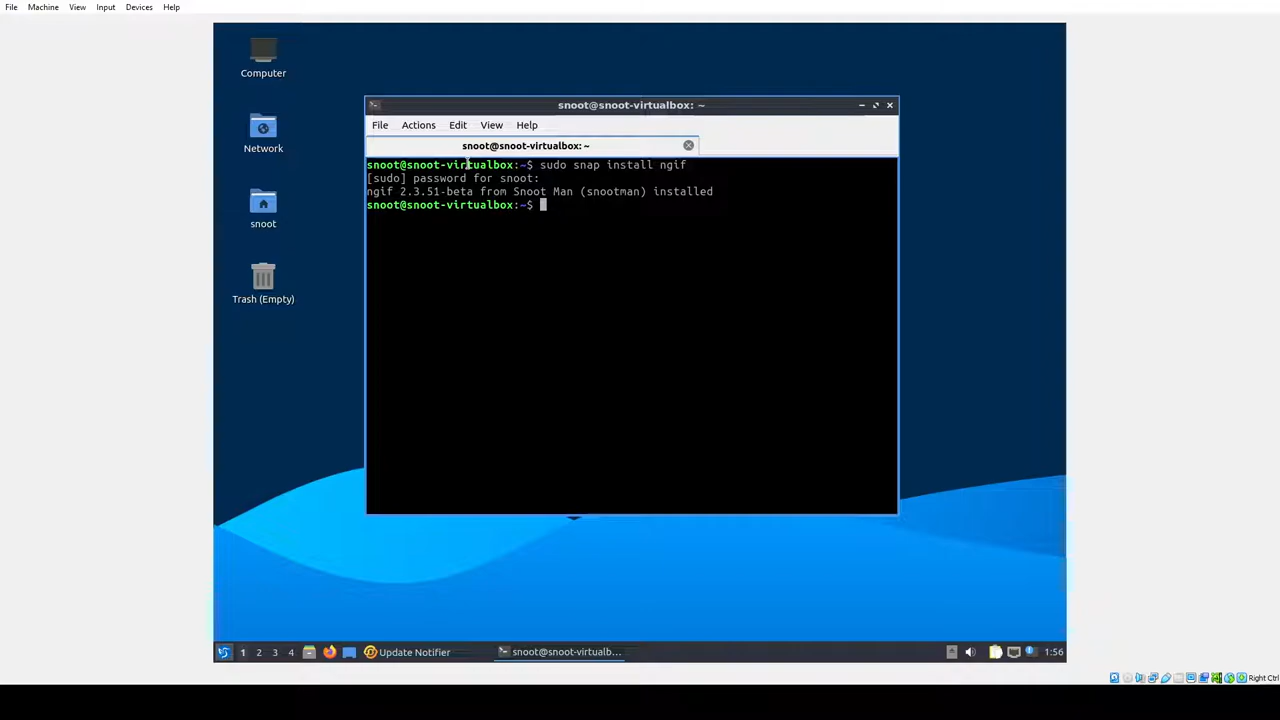 File Machine View Input Devices Help
Computer
Network
snoot
Trash (Empty)
snoot@snoot-virtualbox: ~
File Actions Edit View Help
snoot@snoot-virtualbox: ~
snoot@snoot-virtualbox:~$ sudo snap install ngif
[sudo] password for snoot:
ngif 2.3.51-beta from Snoot Man (snootman) installed
snoot@snoot-virtualbox:~$
1 2 3 4 Update Notifier snoot@snoot-virtualb... 1:56
Right Ctrl